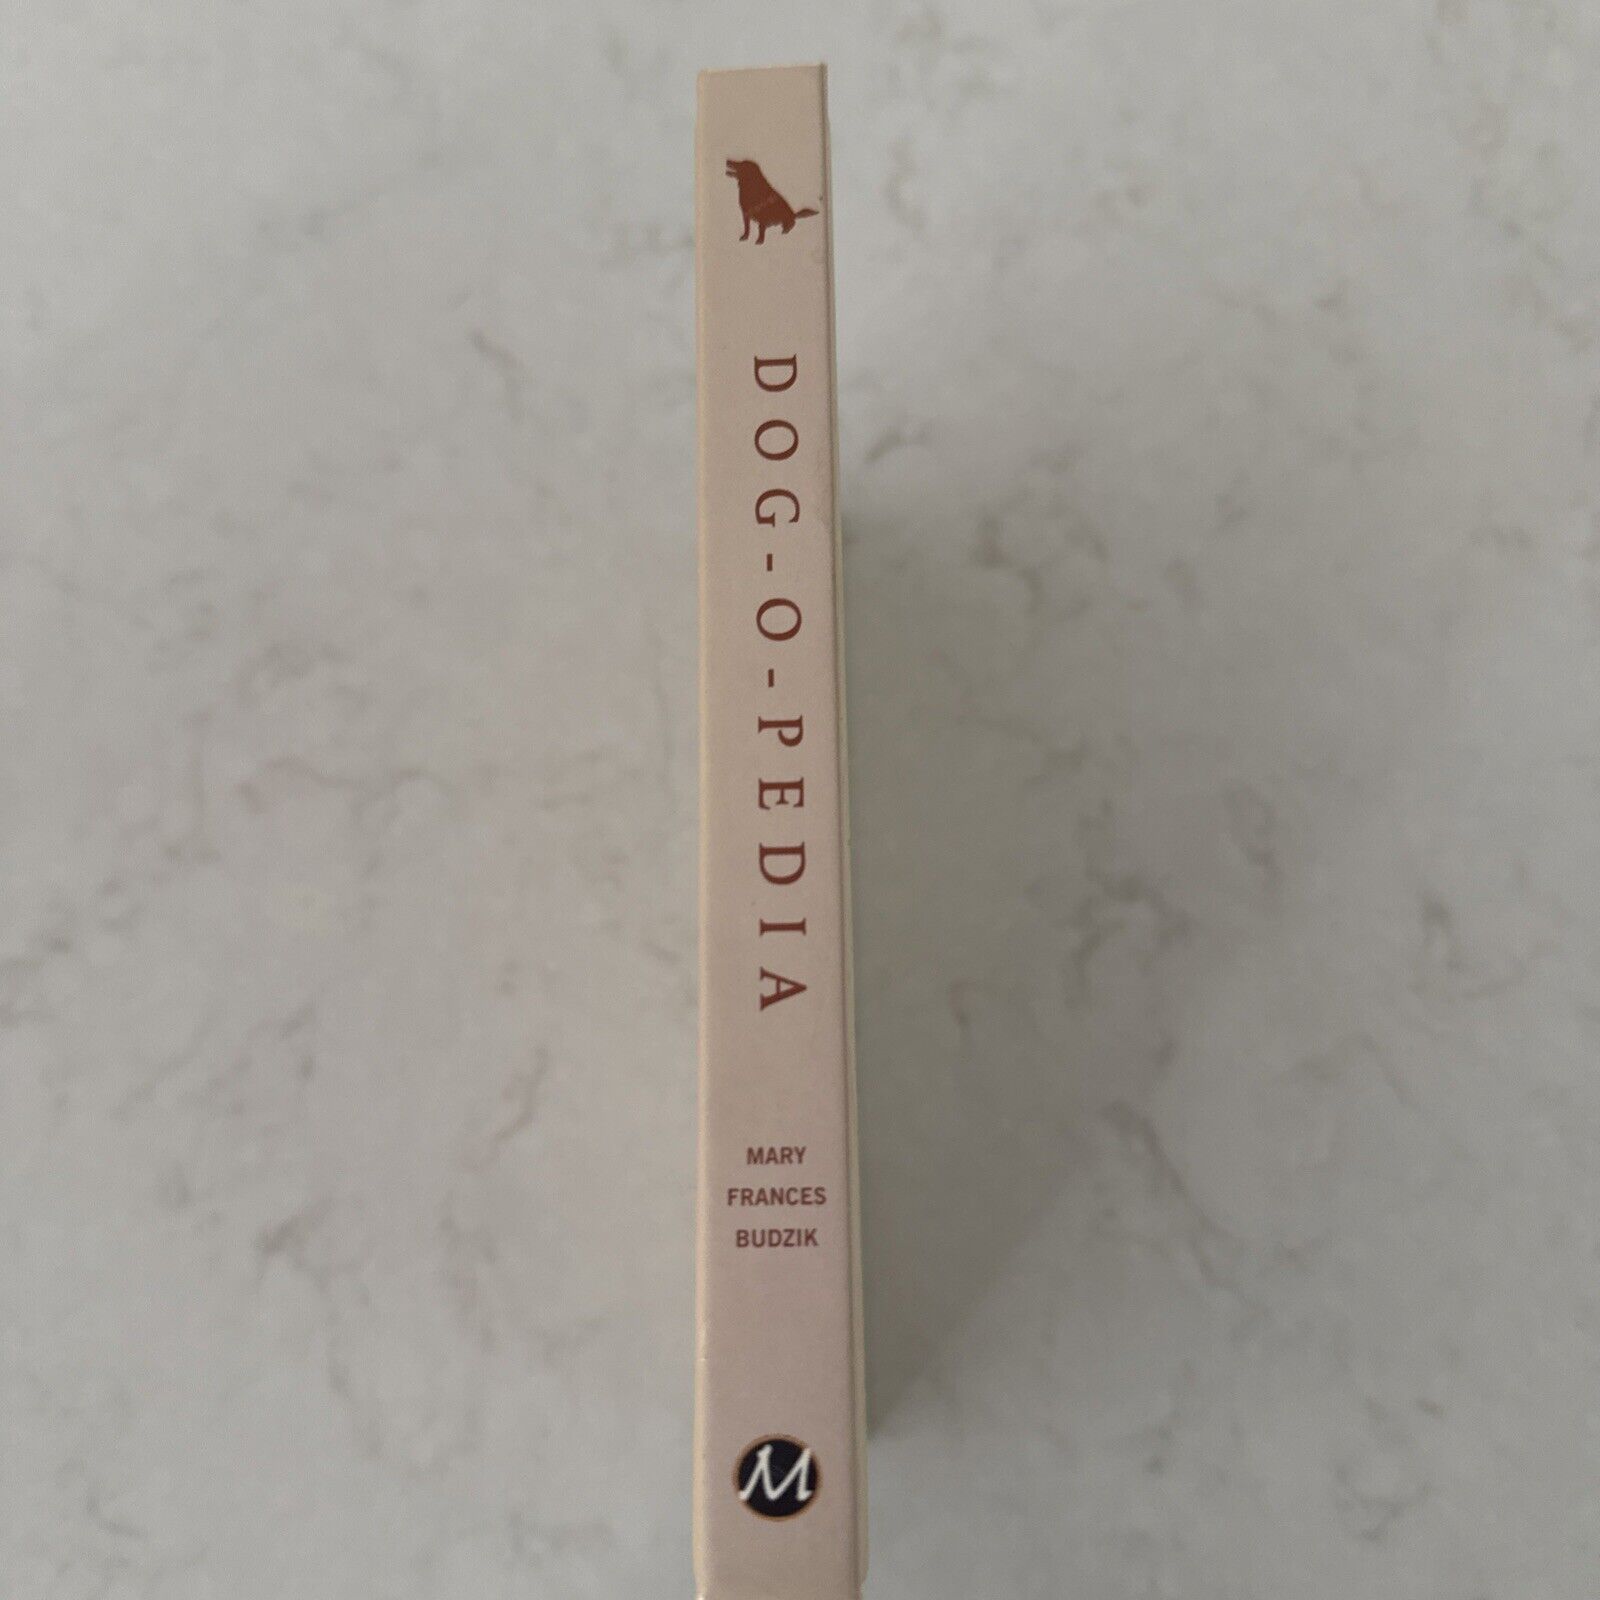 DOG-O-PEDIA
MARY
FRANCES
BUDZIK
M